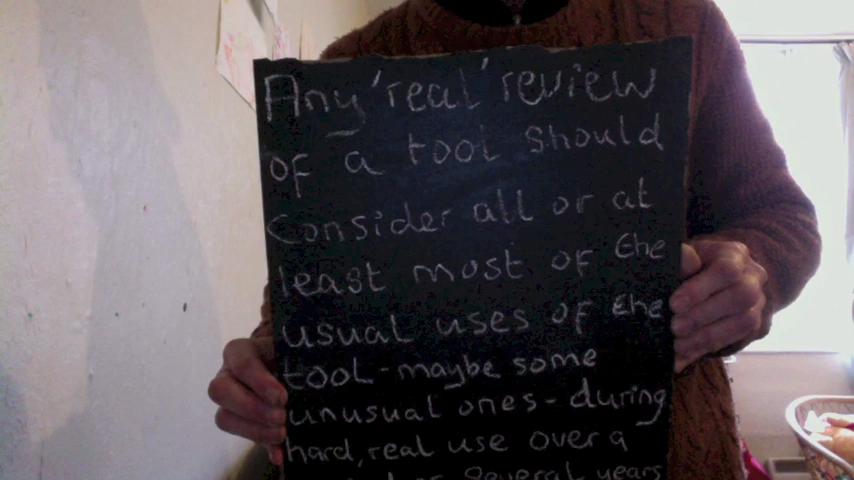 Any 'real' review
of a tool should
Consider all or at
least most of the
usual uses of the
tool-maybe some
unusual ones-during
hard, real use over a
several years